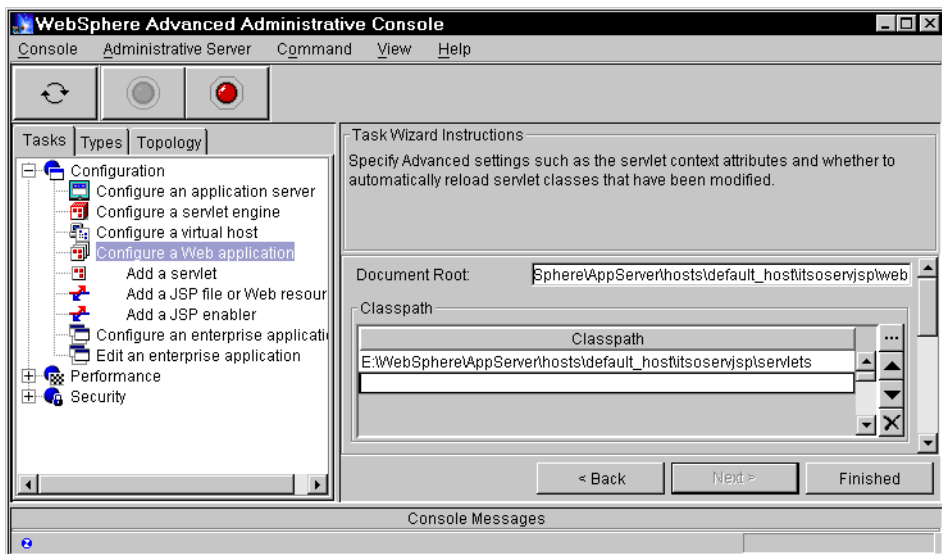 WebSphere Advanced Administrative Console
Console Administrative Server Command View Help
Tasks Types Topology
Configuration
Configure an application server
Configure a servlet engine
Configure a virtual host
Configure a Web application
Add a servlet
Add a JSP file or Web resour
Add a JSP enabler
Configure an enterprise applicati
Edit an enterprise application
Performance
Security
Task Wizard Instructions
Specify Advanced settings such as the servlet context attributes and whether to
automatically reload servlet classes that have been modified.
Document Root: Sphere\AppServer\hosts\default_host\itsoservjsp\web
Classpath
Classpath
...
E:\WebSphere\AppServer\hosts\default_host\itsoservjsp\servlets
< Back Next > Finished
Console Messages